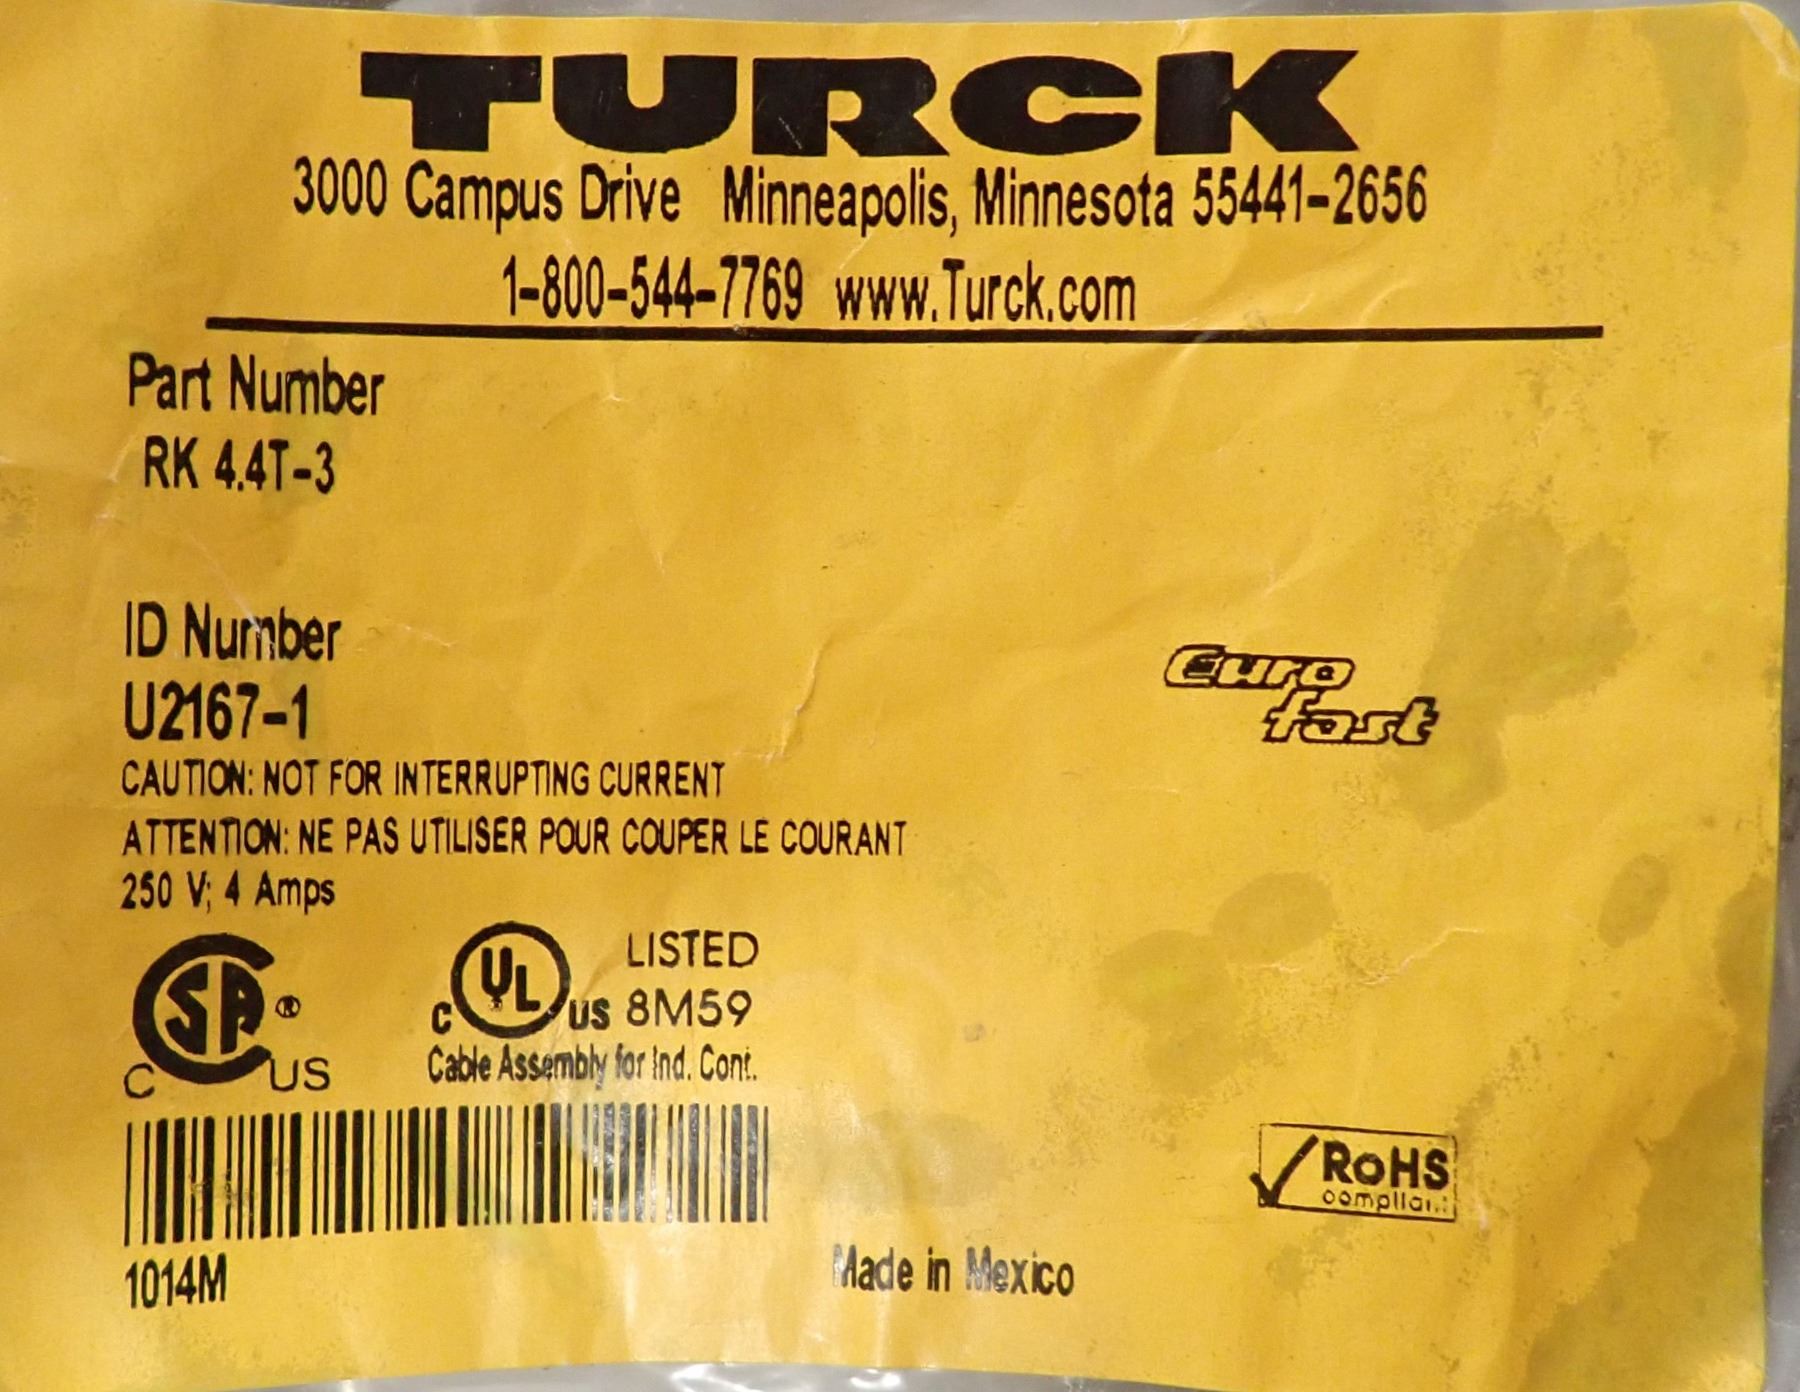 TURCK
3000 Campus Drive Minneapolis, Minnesota 55441-2656
1-800-544-7769 www.Turck.com
Part Number
RK 4.4T-3
ID Number
U2167-1
Euro
fast
CAUTION: NOT FOR INTERRUPTING CURRENT
ATTENTION: NE PAS UTILISER POUR COUPER LE COURANT
250 V; 4 Amps
C SA ® US
C UL ® US LISTED
8M59
Cable Assembly for Ind. Cont.
RoHS
compliant
1014M
Made in Mexico